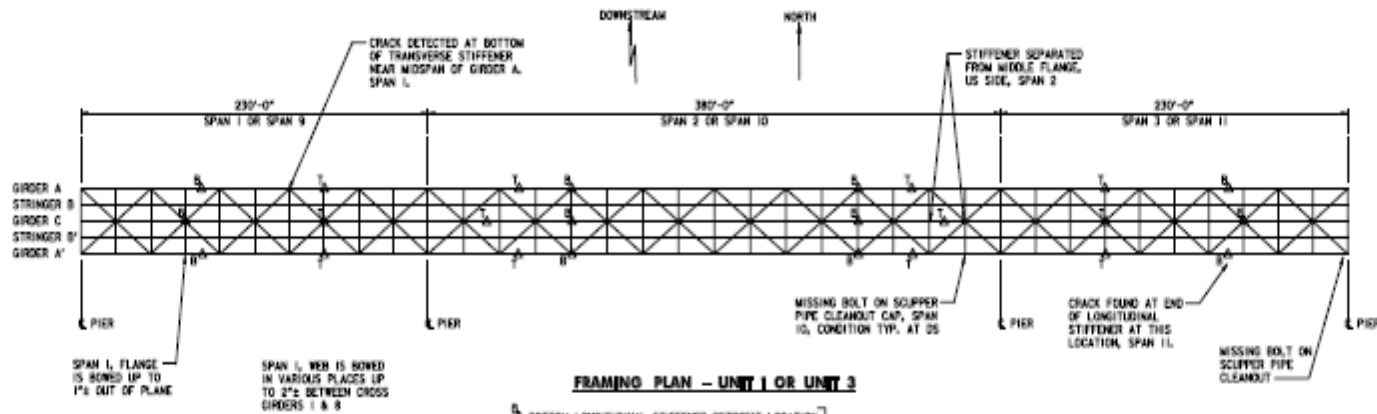 DOWNSTREAM
NORTH
CRACK DETECTED AT BOTTOM
OF TRANSVERSE STIFFENER
NEAR MIDSPAN OF GIRDER A,
SPAN 1.
STIFFENER SEPARATED
FROM MIDDLE FLANGE,
US SIDE, SPAN 2
230'-0"
SPAN 1 OR SPAN 9
380'-0"
SPAN 2 OR SPAN 10
230'-0"
SPAN 3 OR SPAN 11
B T T B B T T B
GIRDER A
STRINGER B
GIRDER C
STRINGER B'
GIRDER A'
B T T B B T T B
B T T B B T T B
℄ PIER
℄ PIER
℄ PIER
℄ PIER
MISSING BOLT ON SCUPPER
PIPE CLEANOUT CAP, SPAN
10, CONDITION TYP. AT DS
CRACK FOUND AT END
OF LONGITUDINAL
STIFFENER AT THIS
LOCATION, SPAN 11.
MISSING BOLT ON
SCUPPER PIPE
CLEANOUT
SPAN 1, FLANGE
IS BOWED UP TO
1"± OUT OF PLANE
SPAN 1, WEB IS BOWED
IN VARIOUS PLACES UP
TO 2"± BETWEEN CROSS
GIRDERS 1 & 8
FRAMING PLAN - UNIT 1 OR UNIT 3
B BOTTOM LONGITUDINAL STIFFENER RETROFIT LOCATION